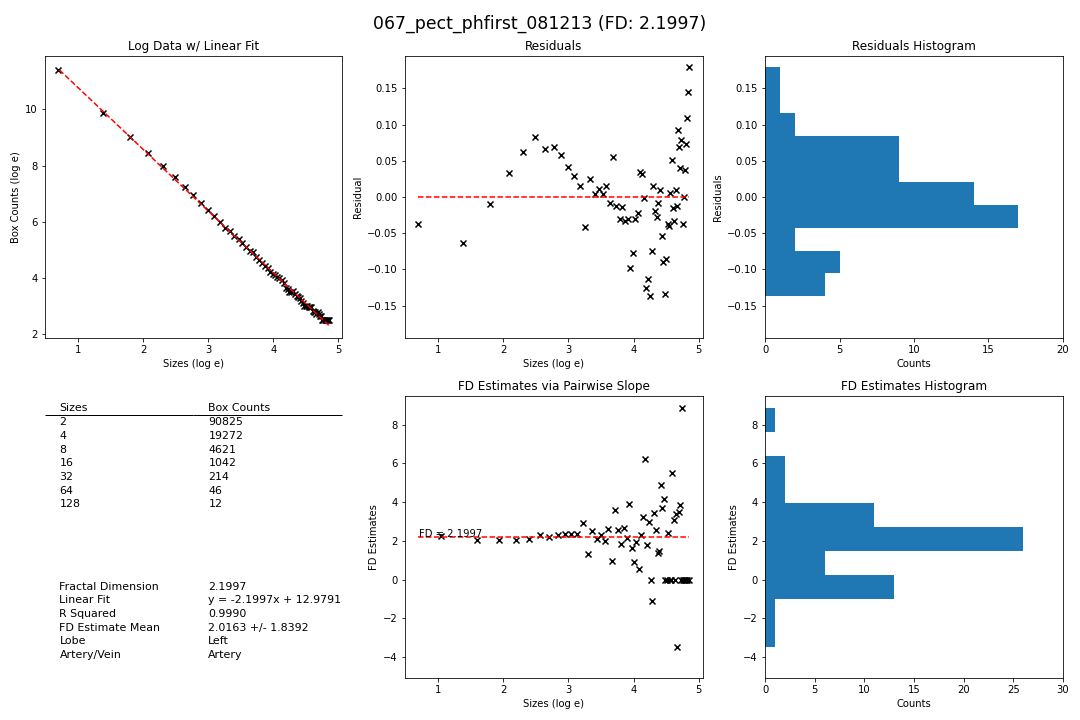 067_pect_phfirst_081213 (FD: 2.1997)
Log Data w/ Linear Fit
Box Counts (log e)
10
8
6
4
2
1 2 3 4 5
Sizes (log e)
Residuals
Residual
0.15
0.10
0.05
0.00
−0.05
−0.10
−0.15
1 2 3 4 5
Sizes (log e)
Residuals Histogram
Residuals
0.15
0.10
0.05
0.00
−0.05
−0.10
−0.15
0 5 10 15 20
Counts
Sizes Box Counts
2 90825
4 19272
8 4621
16 1042
32 214
64 46
128 12
Fractal Dimension 2.1997
Linear Fit y = -2.1997x + 12.9791
R Squared 0.9990
FD Estimate Mean 2.0163 +/- 1.8392
Lobe Left
Artery/Vein Artery
FD Estimates via Pairwise Slope
FD Estimates
8
6
4
2
0
−2
−4
FD = 2.1997
1 2 3 4 5
Sizes (log e)
FD Estimates Histogram
FD Estimates
8
6
4
2
0
−2
−4
0 5 10 15 20 25 30
Counts